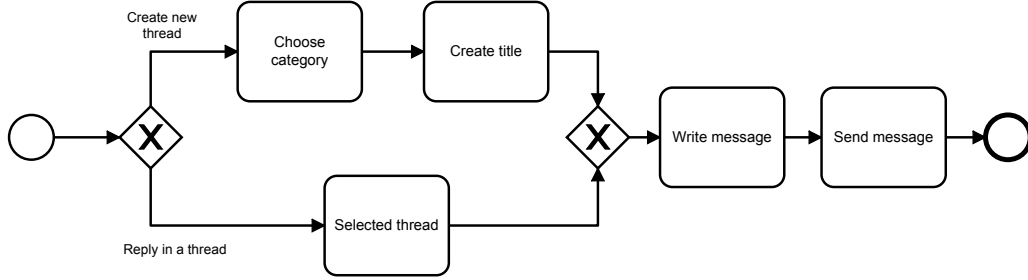 Create new
thread
Choose
category
Create title
X
X
Write message
Send message
Selected thread
Reply in a thread